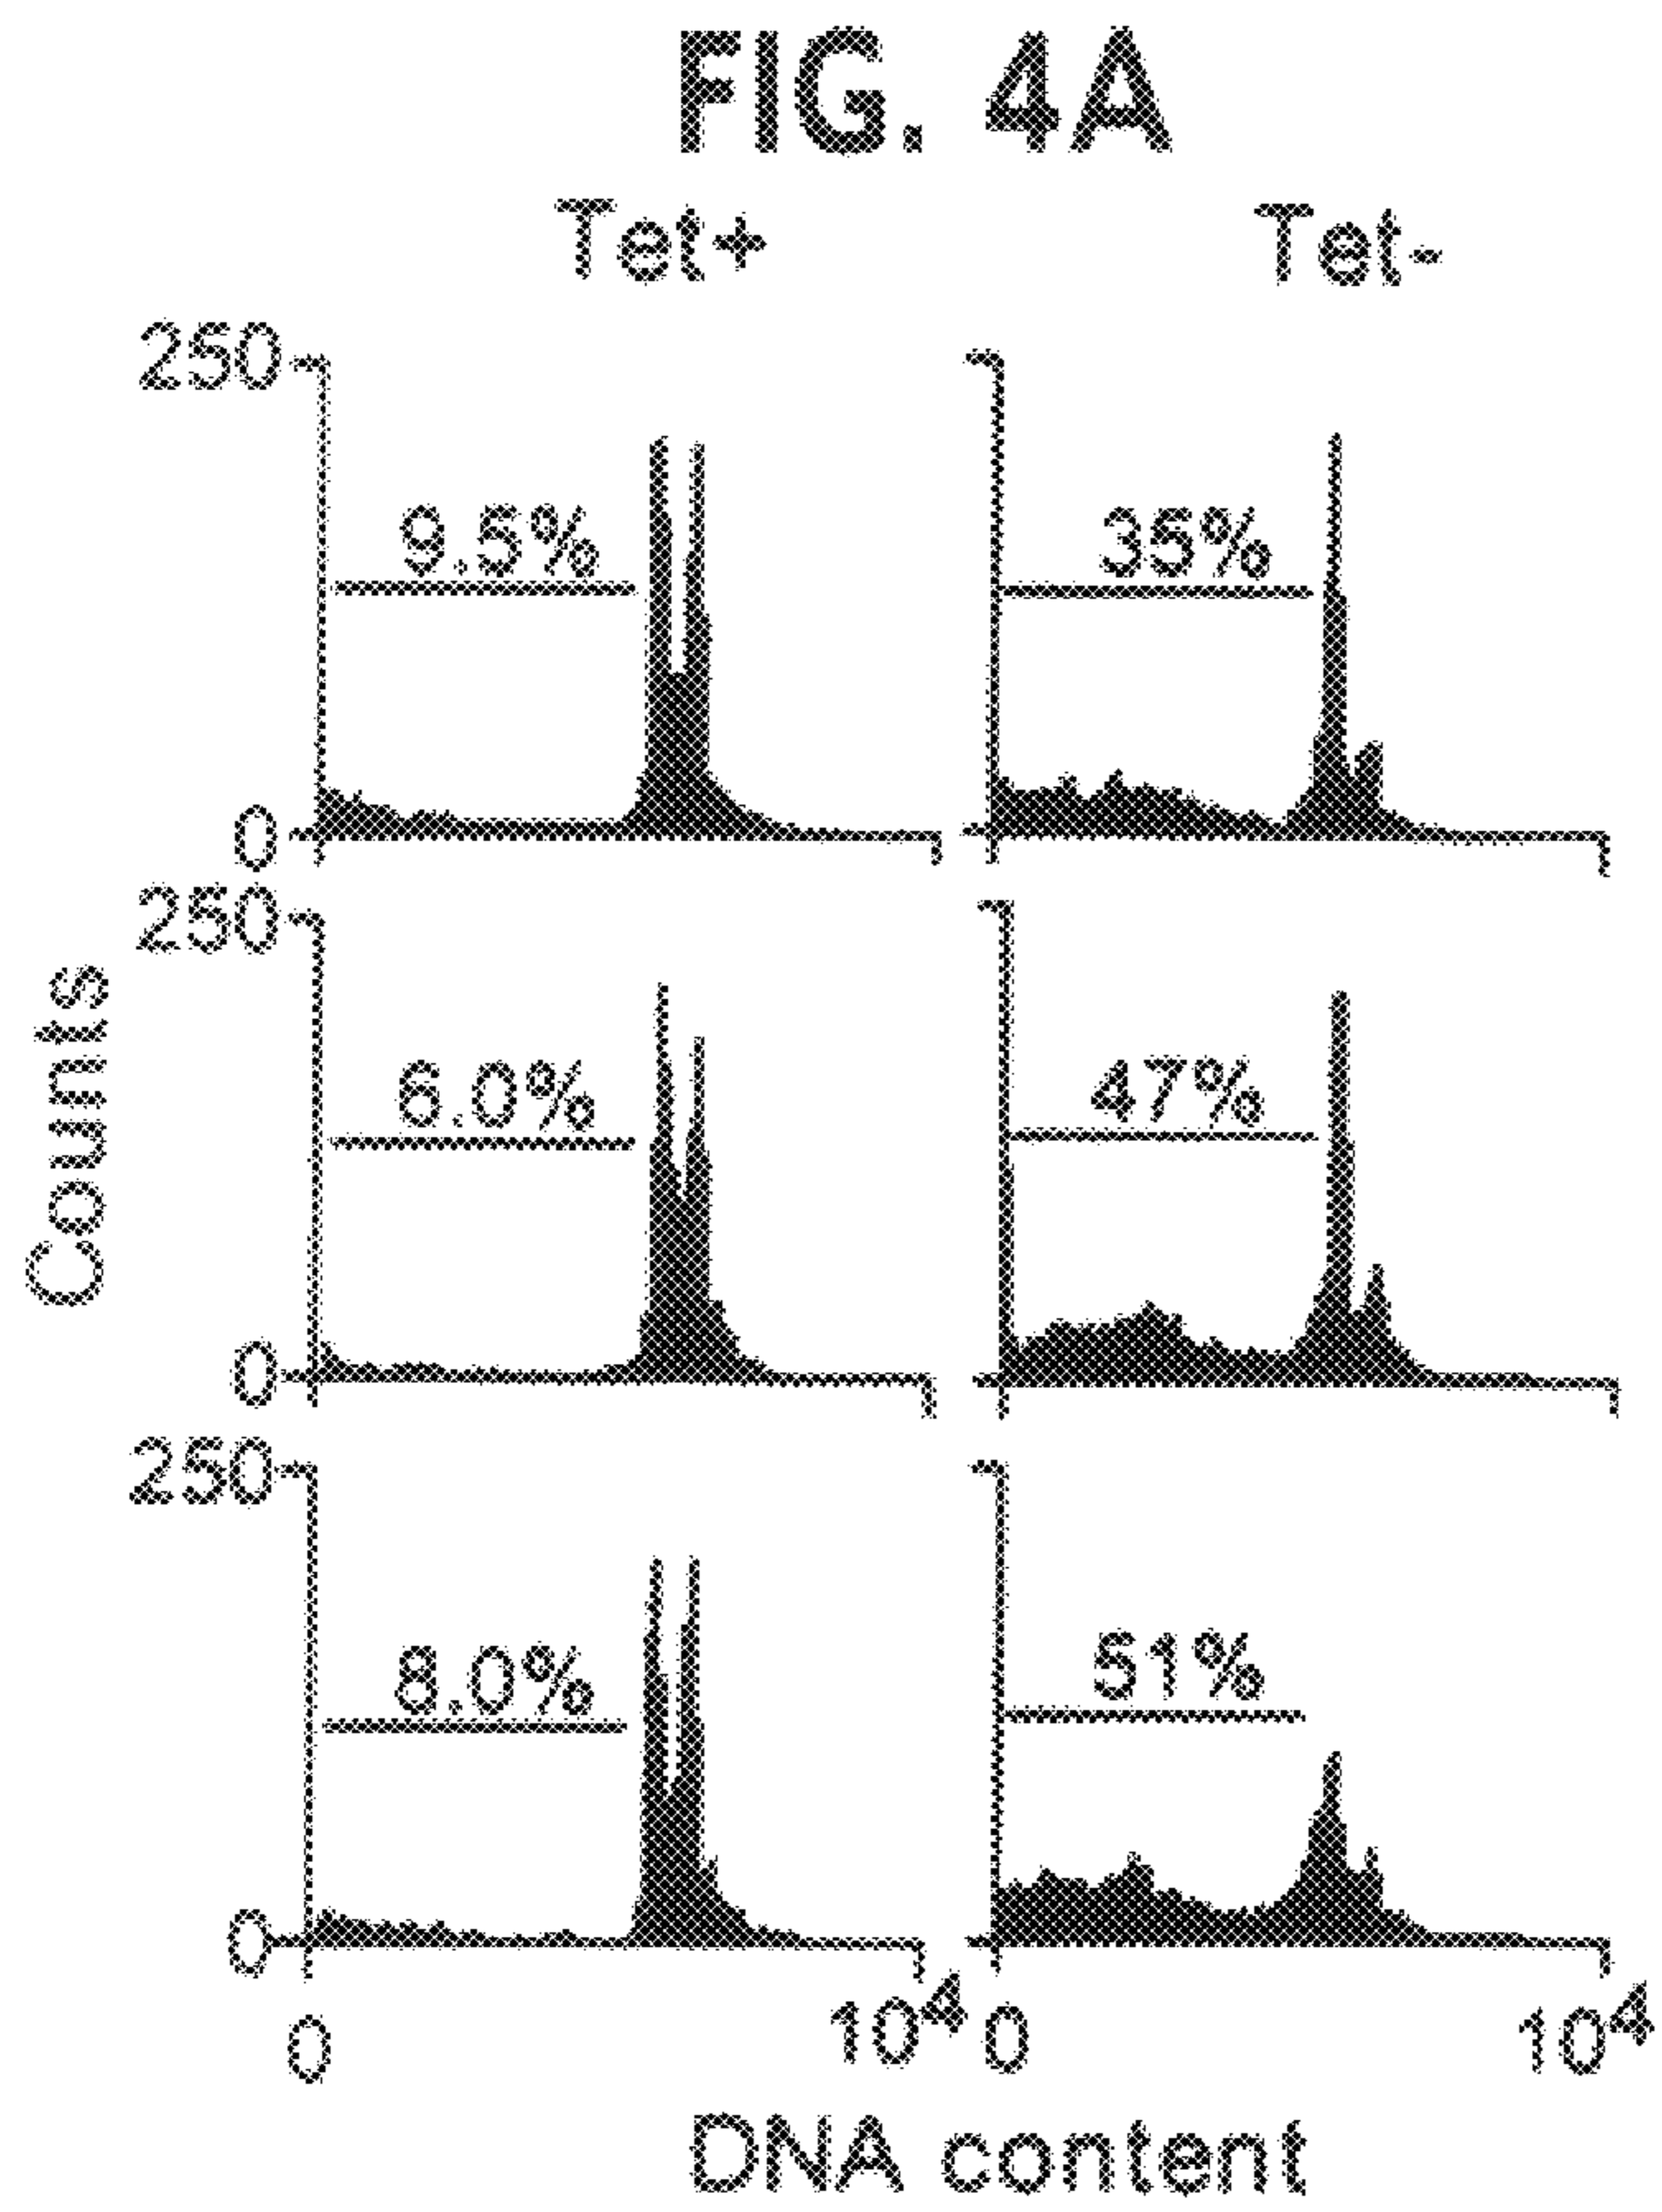 FIG. 4A
Tet+ Tet-
250
9.5% 35%
0
250
6.0% 47%
0
250
8.0% 51%
0
0 10⁴ 0 10⁴
Counts
DNA content